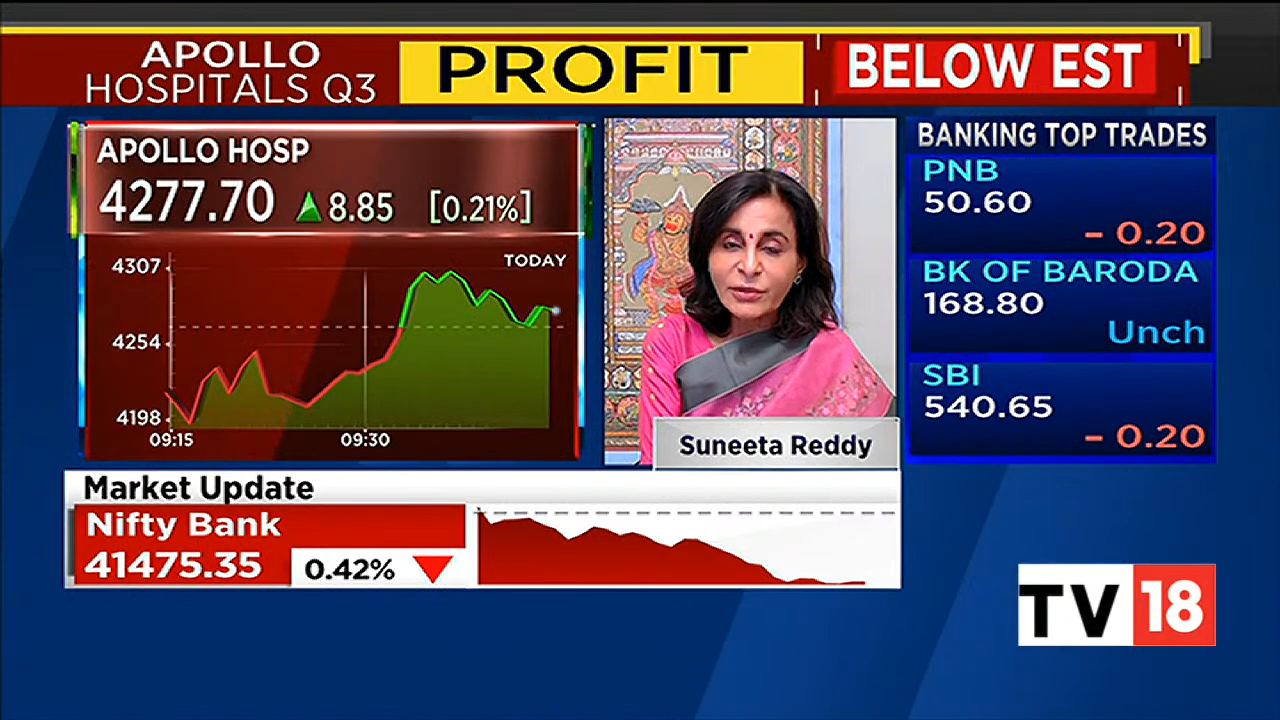 APOLLO
HOSPITALS Q3
PROFIT
BELOW EST
APOLLO HOSP
4277.70 ▲ 8.85 [0.21%]
TODAY
4307
4254
4198
09:15 09:30
Suneeta Reddy
BANKING TOP TRADES
PNB
50.60
- 0.20
BK OF BARODA
168.80
Unch
SBI
540.65
- 0.20
Market Update
Nifty Bank
41475.35 0.42% ▼
TV18